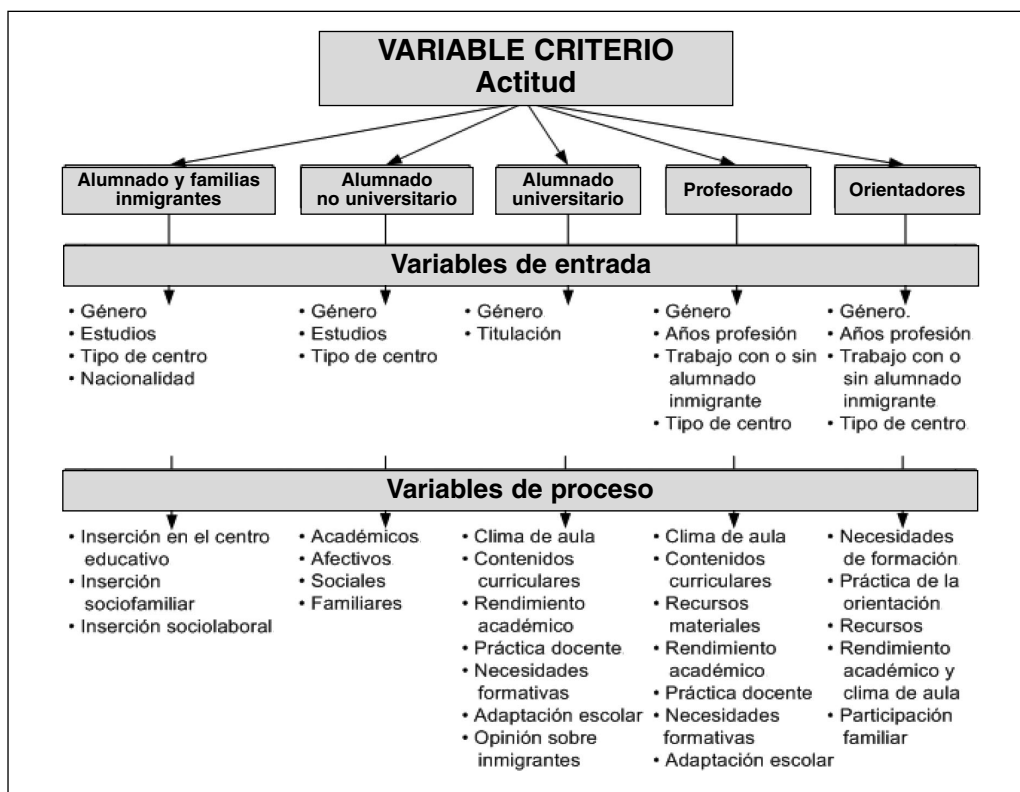 VARIABLE CRITERIO
Actitud
Alumnado y familias
inmigrantes
Alumnado
no universitario
Alumnado
universitario
Profesorado
Orientadores
Variables de entrada
• Género
• Estudios
• Tipo de centro
• Nacionalidad
• Género
• Estudios
• Tipo de centro
• Género
• Titulación
• Género
• Años profesión
• Trabajo con o sin
alumnado
inmigrante
• Tipo de centro
• Género.
• Años profesión
• Trabajo con o
sin alumnado
inmigrante
• Tipo de centro
Variables de proceso
• Inserción en el centro
educativo
• Inserción
sociofamiliar
• Inserción sociolaboral
• Académicos
• Afectivos
• Sociales
• Familiares
• Clima de aula
• Contenidos
curriculares
• Rendimiento
académico
• Práctica docente
• Necesidades
formativas
• Adaptación escolar
• Opinión sobre
inmigrantes
• Clima de aula
• Contenidos
curriculares
• Recursos
materiales
• Rendimiento
académico
• Práctica docente
• Necesidades
formativas
• Adaptación escolar
• Necesidades
de formación
• Práctica de la
orientación
• Recursos
• Rendimiento
académico y
clima de aula
• Participación
familiar